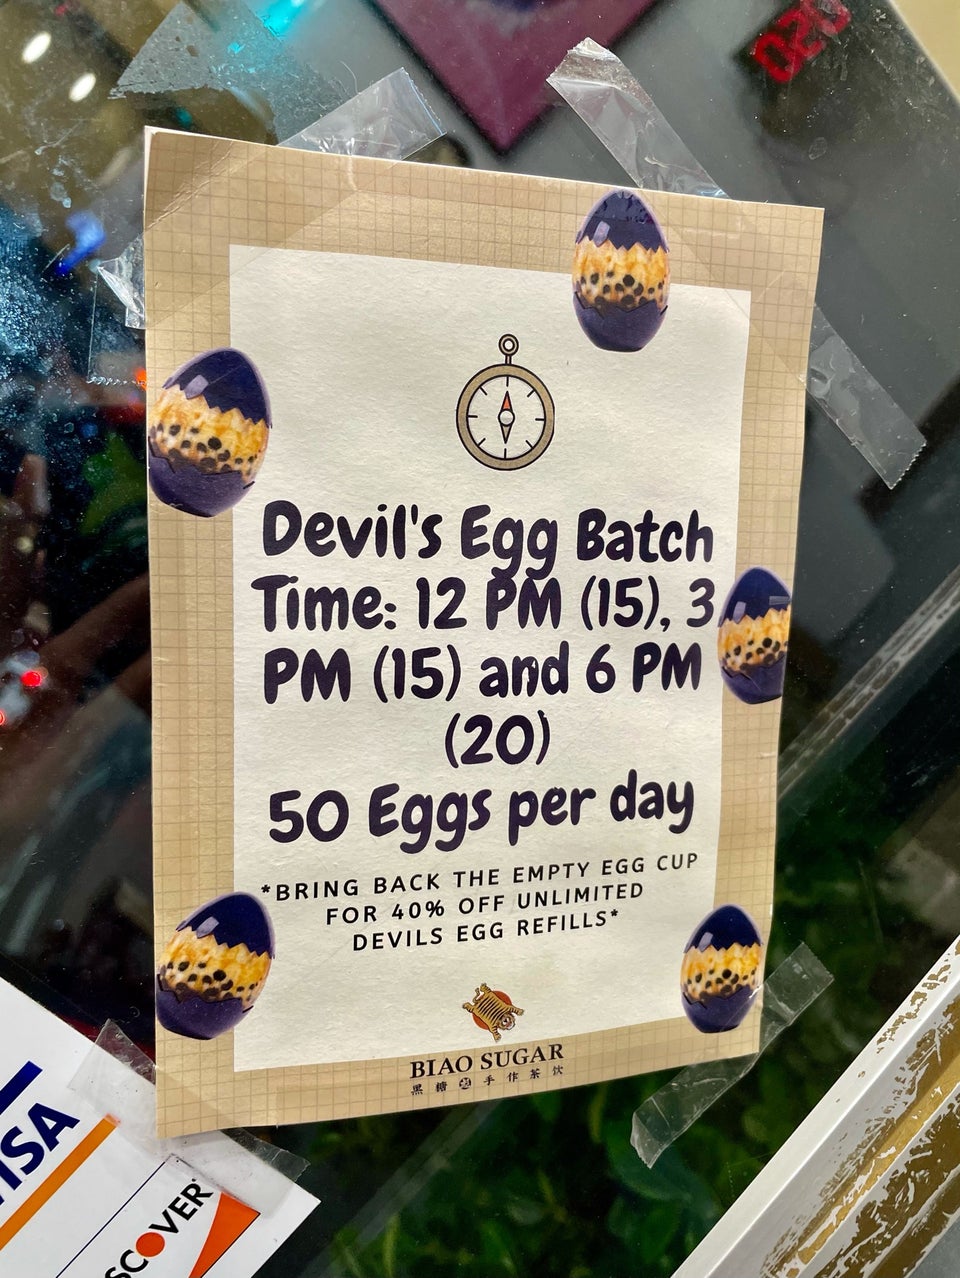 020
Devil's Egg Batch
Time: 12 PM (15), 3
PM (15) and 6 PM
(20)
50 Eggs per day
*BRING BACK THE EMPTY EGG CUP
FOR 40% OFF UNLIMITED
DEVILS EGG REFILLS*
BIAO SUGAR
黑糖 手作茶饮
VISA
DISCOVER